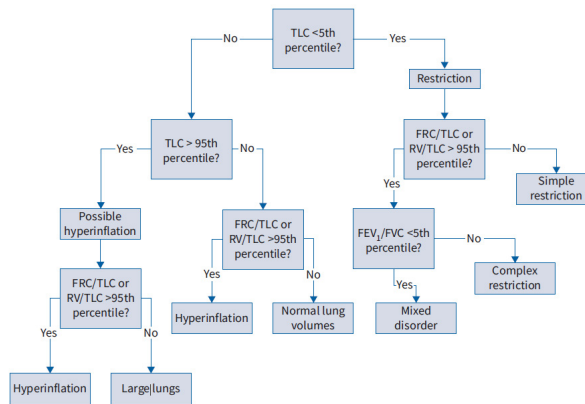 TLC <5th
percentile?
No
Yes
Restriction
TLC > 95th
percentile?
FRC/TLC or
RV/TLC > 95th
percentile?
Yes
No
No
Yes
Simple
restriction
Possible
hyperinflation
FRC/TLC or
RV/TLC >95th
percentile?
FEV₁/FVC <5th
percentile?
Yes
No
No
Yes
FRC/TLC or
RV/TLC >95th
percentile?
Hyperinflation
Normal lung
volumes
Mixed
disorder
Complex
restriction
Yes
No
Hyperinflation
Large|lungs